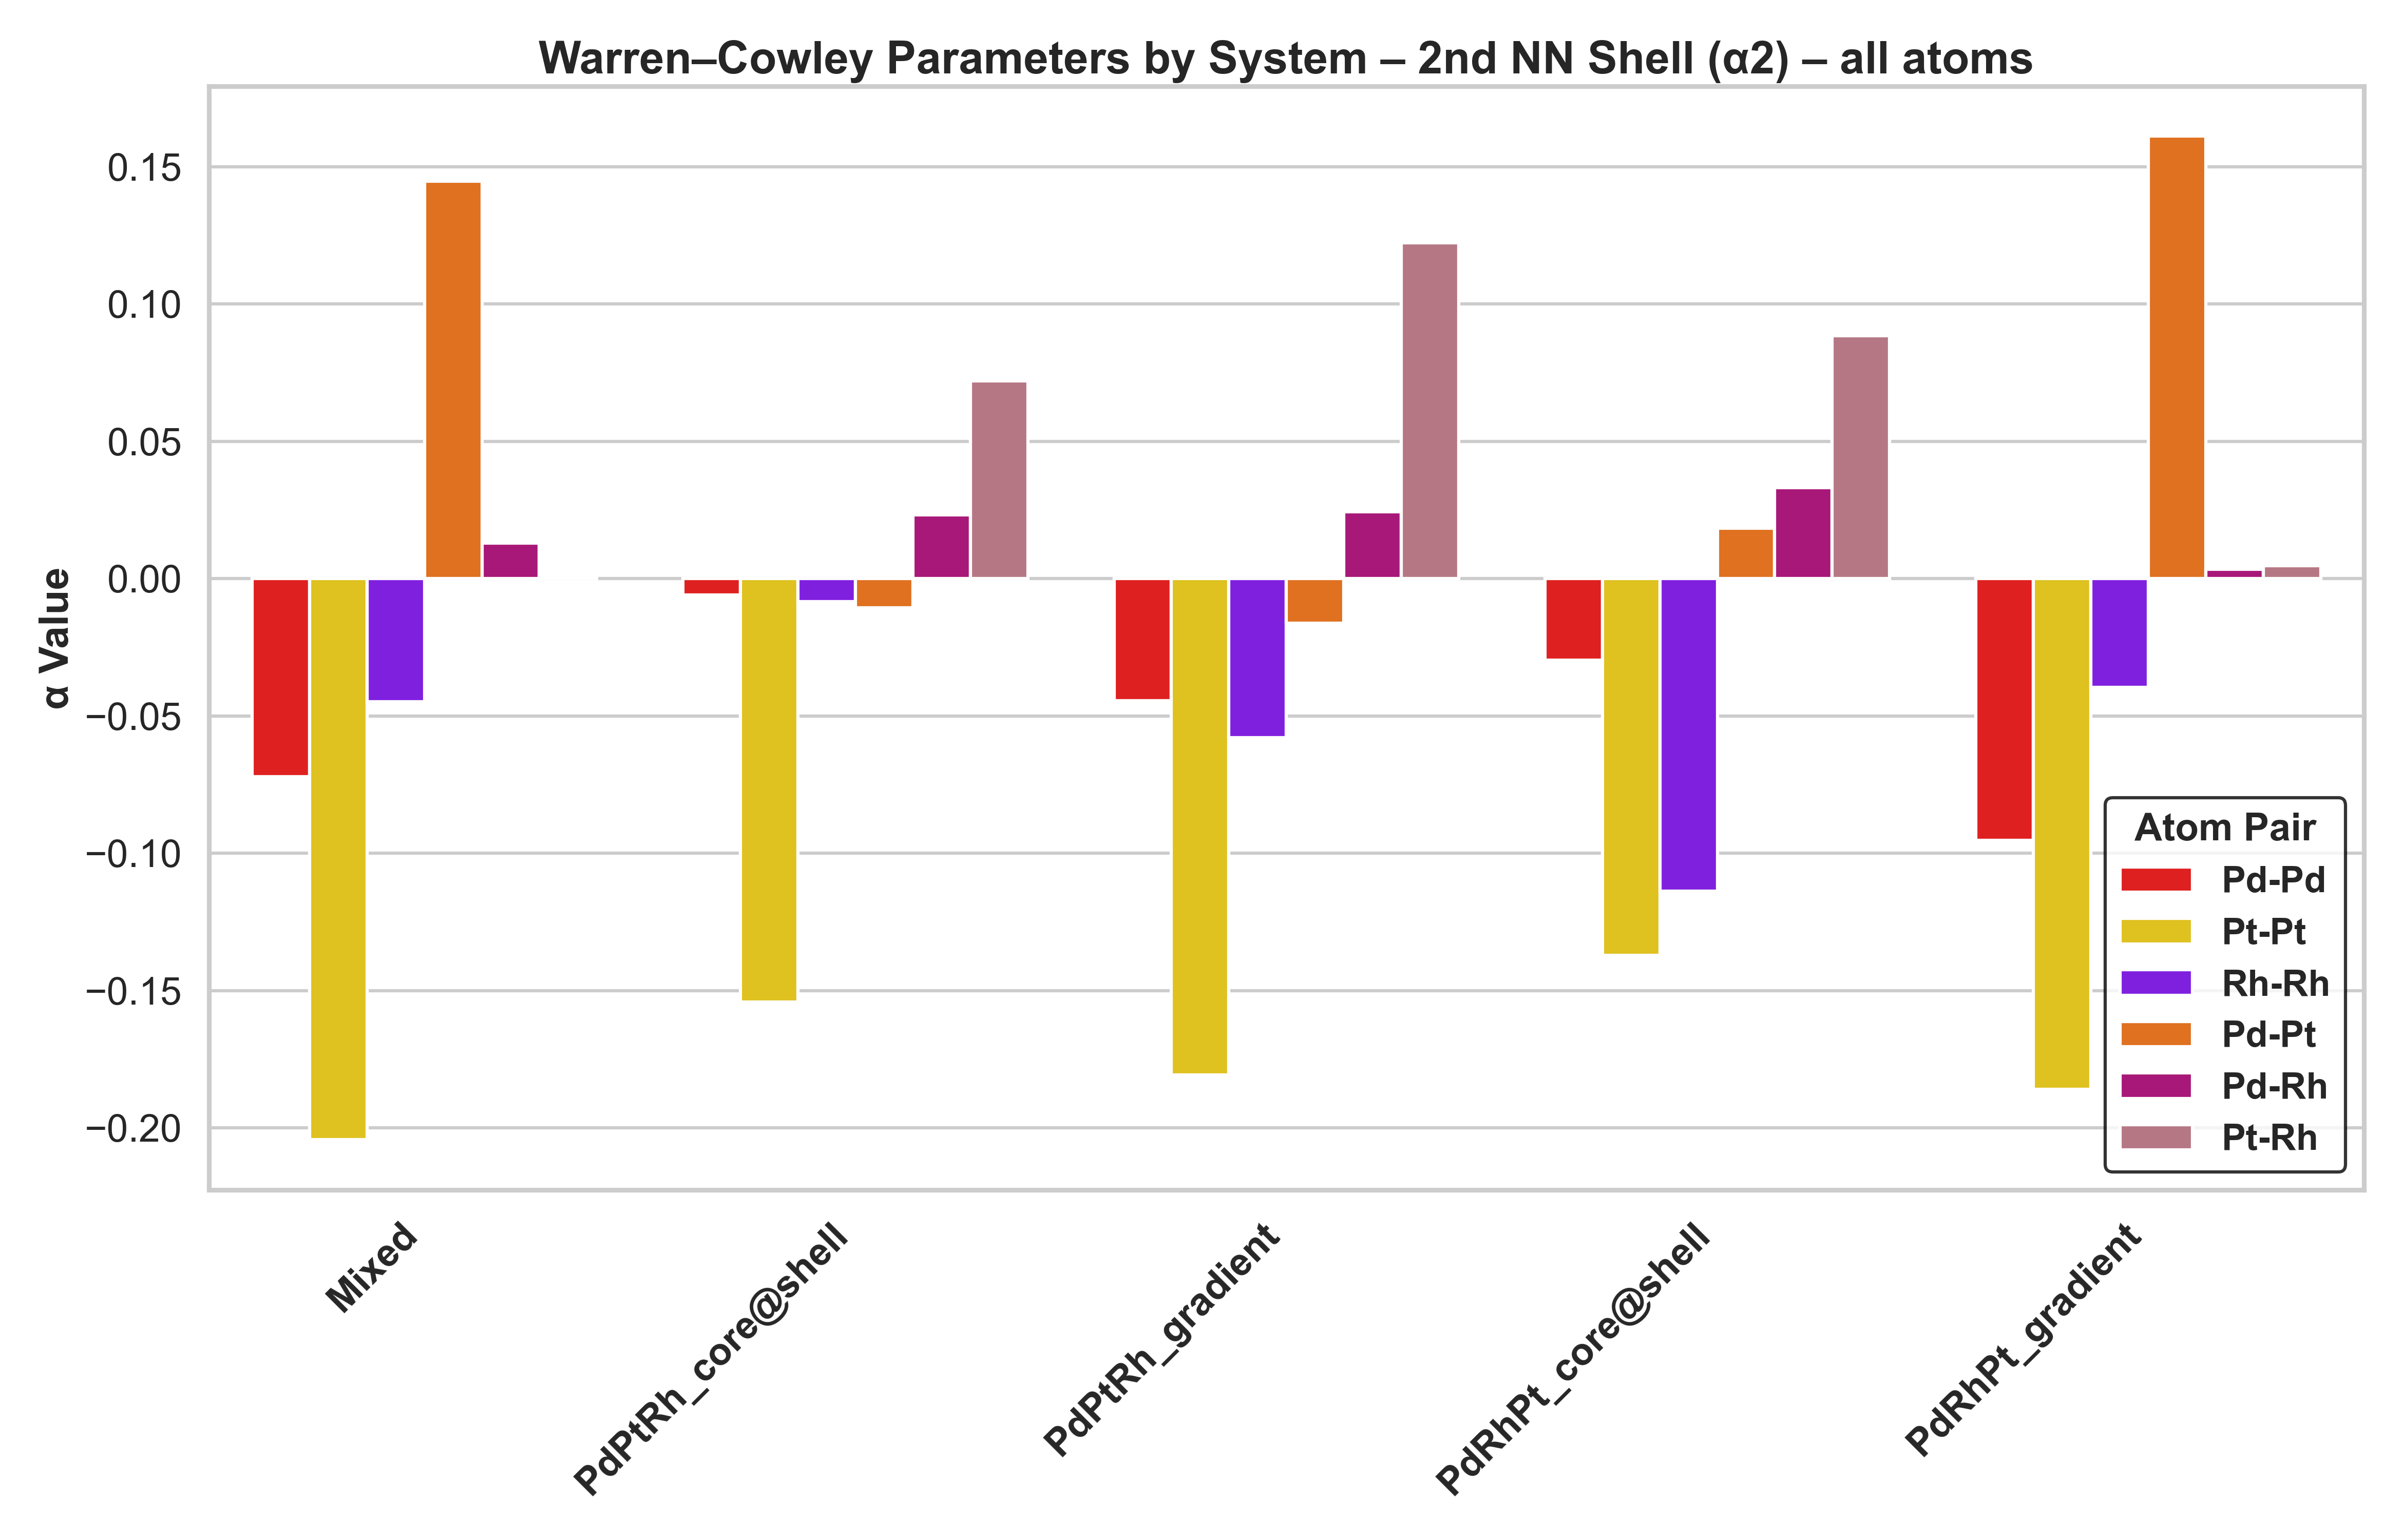 Warren–Cowley Parameters by System – 2nd NN Shell (α2) – all atoms
α Value
0.15
0.10
0.05
0.00
−0.05
−0.10
−0.15
−0.20
Atom Pair
Pd-Pd
Pt-Pt
Rh-Rh
Pd-Pt
Pd-Rh
Pt-Rh
Mixed
PdPtRh_core@shell
PdPtRh_gradient
PdRhPt_core@shell
PdRhPt_gradient